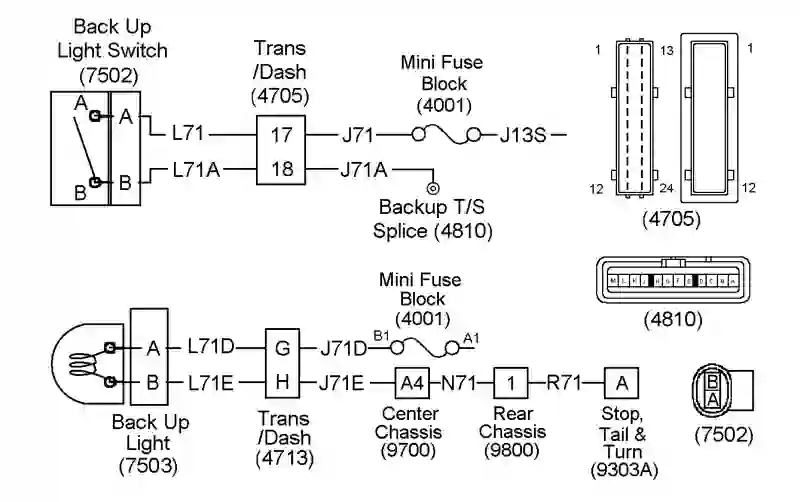 Back Up
Light Switch
(7502)
Trans
/Dash
(4705)
Mini Fuse
Block
(4001)
A
A
L71
17
J71
J13S
B
B
L71A
18
J71A
Backup T/S
Splice (4810)
1
13
1
12
24
12
(4705)
(4810)
Mini Fuse
Block
(4001)
B1
A1
A
L71D
G
J71D
B
L71E
H
J71E
A4
N71
1
R71
A
Back Up
Light
(7503)
Trans
/Dash
(4713)
Center
Chassis
(9700)
Rear
Chassis
(9800)
Stop,
Tail &
Turn
(9303A)
B
A
(7502)